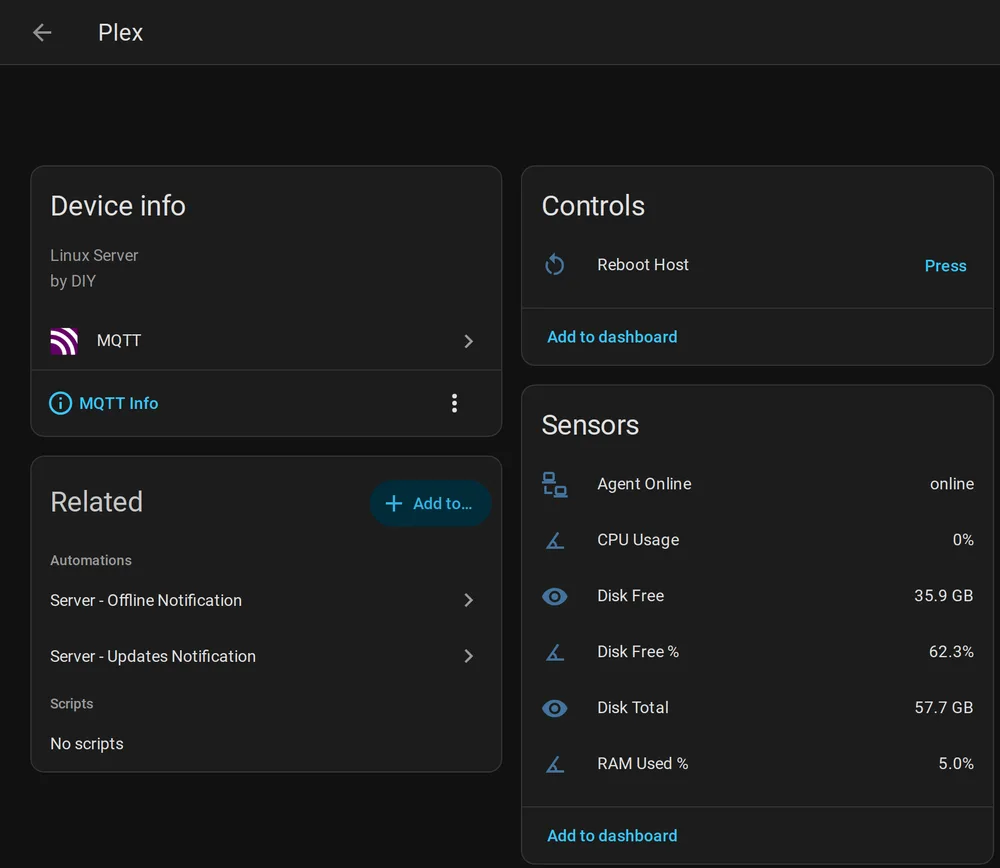 Plex
Device info
Linux Server
by DIY
MQTT
MQTT Info
Related
Add to...
Automations
Server - Offline Notification
Server - Updates Notification
Scripts
No scripts
Controls
Reboot Host Press
Add to dashboard
Sensors
Agent Online online
CPU Usage 0%
Disk Free 35.9 GB
Disk Free % 62.3%
Disk Total 57.7 GB
RAM Used % 5.0%
Add to dashboard